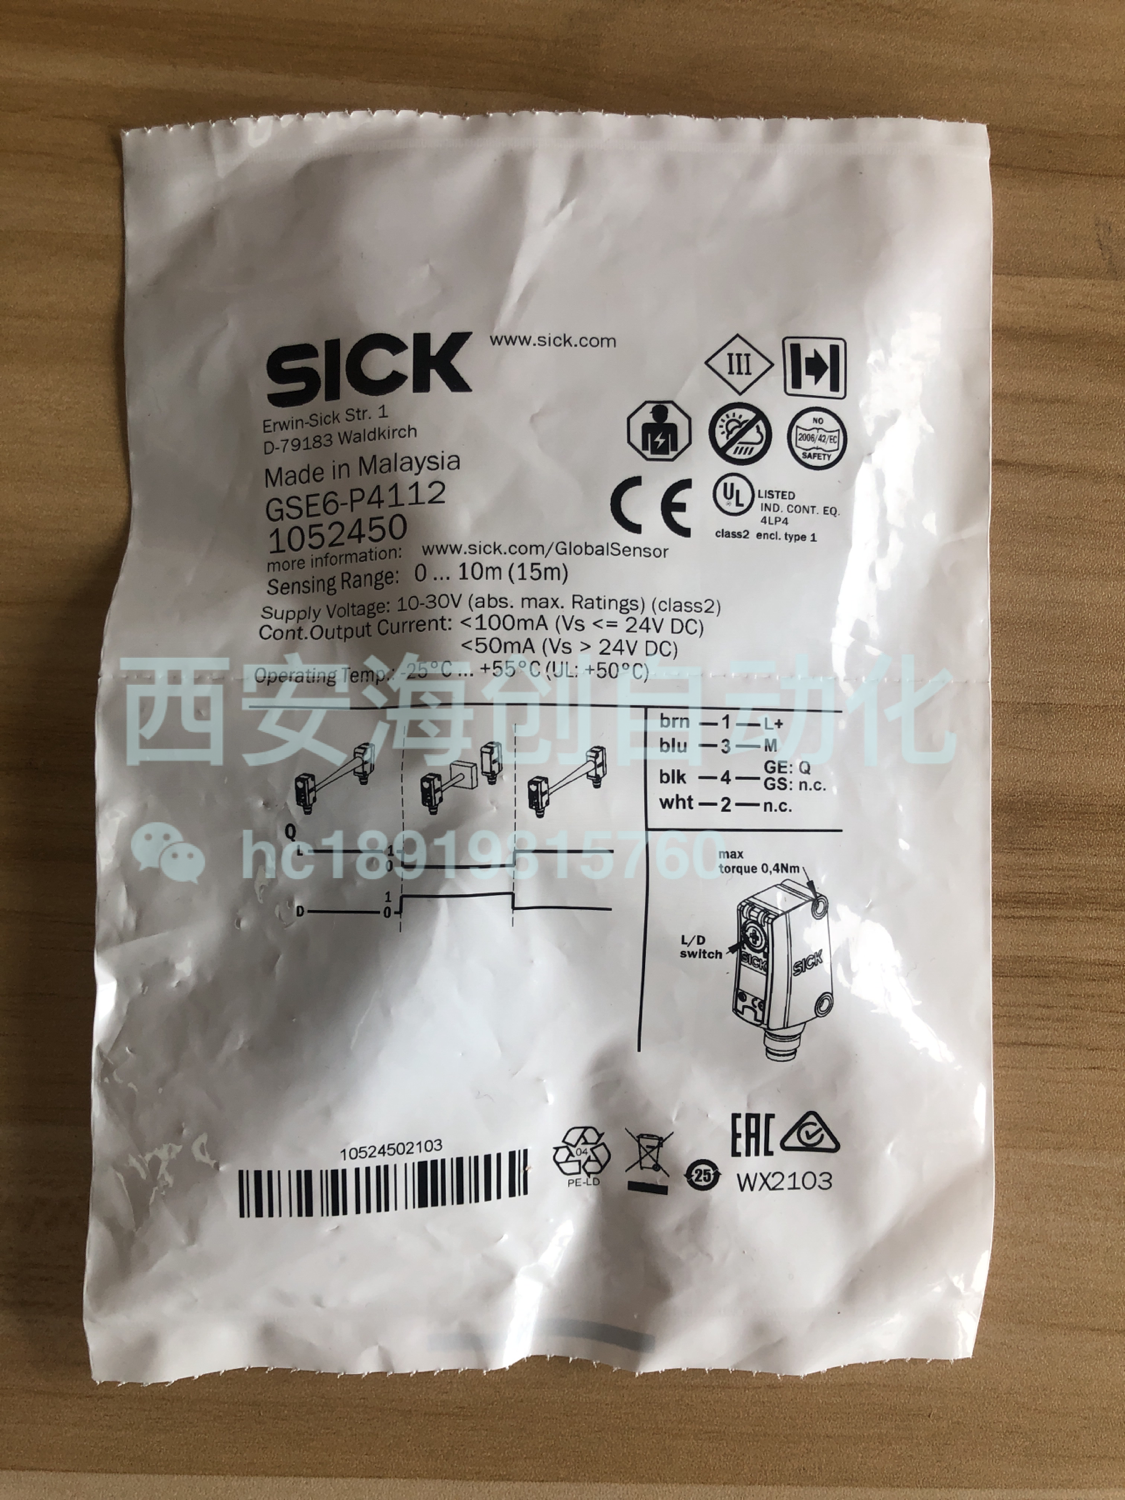 SICK www.sick.com
Erwin-Sick Str. 1
D-79183 Waldkirch
Made in Malaysia
GSE6-P4112
1052450
more information: www.sick.com/GlobalSensor
Sensing Range: 0 ... 10m (15m)
Supply Voltage: 10-30V (abs. max. Ratings) (class2)
Cont.Output Current: <100mA (Vs <= 24V DC)
<50mA (Vs > 24V DC)
Operating Temp.: -25°C ... +55°C (UL: +50°C)
III
NO
2006/42/EC
SAFETY
CE
UL
LISTED
IND. CONT. EQ.
4LP4
class2 encl. type 1
西安海创自动化
brn — 1 — L+
blu — 3 — M
blk — 4 — GE: Q
GS: n.c.
wht — 2 — n.c.
Q
L 1
0
D 1
0
hc18919815760
max
torque 0,4Nm
L/D
switch
SICK
SICK
10524502103
04
PE-LD
25
EAC
WX2103